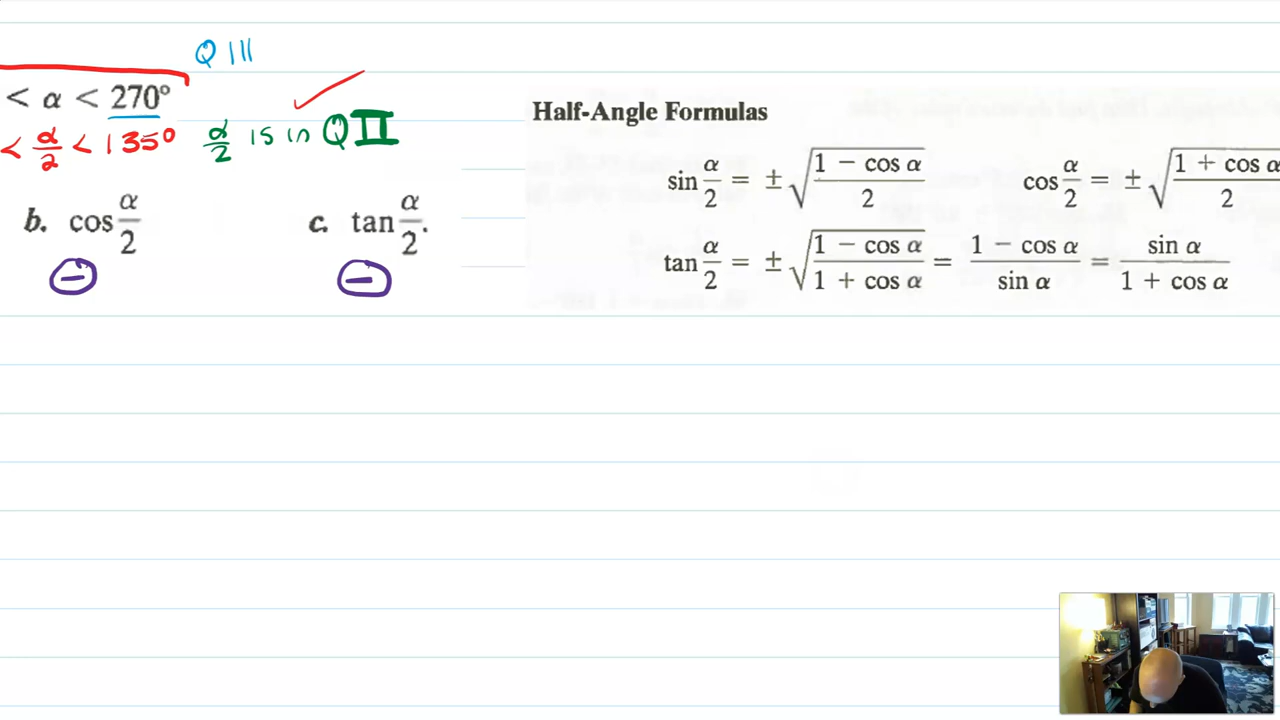 Q III
< α < 270°
< α/2 < 135° α/2 is in QII
b. cos α/2
c. tan α/2.
−
−
Half-Angle Formulas
sin α/2 = ±√((1 − cos α)/2) cos α/2 = ±√((1 + cos α)/2)
tan α/2 = ±√((1 − cos α)/(1 + cos α)) = (1 − cos α)/(sin α) = (sin α)/(1 + cos α)